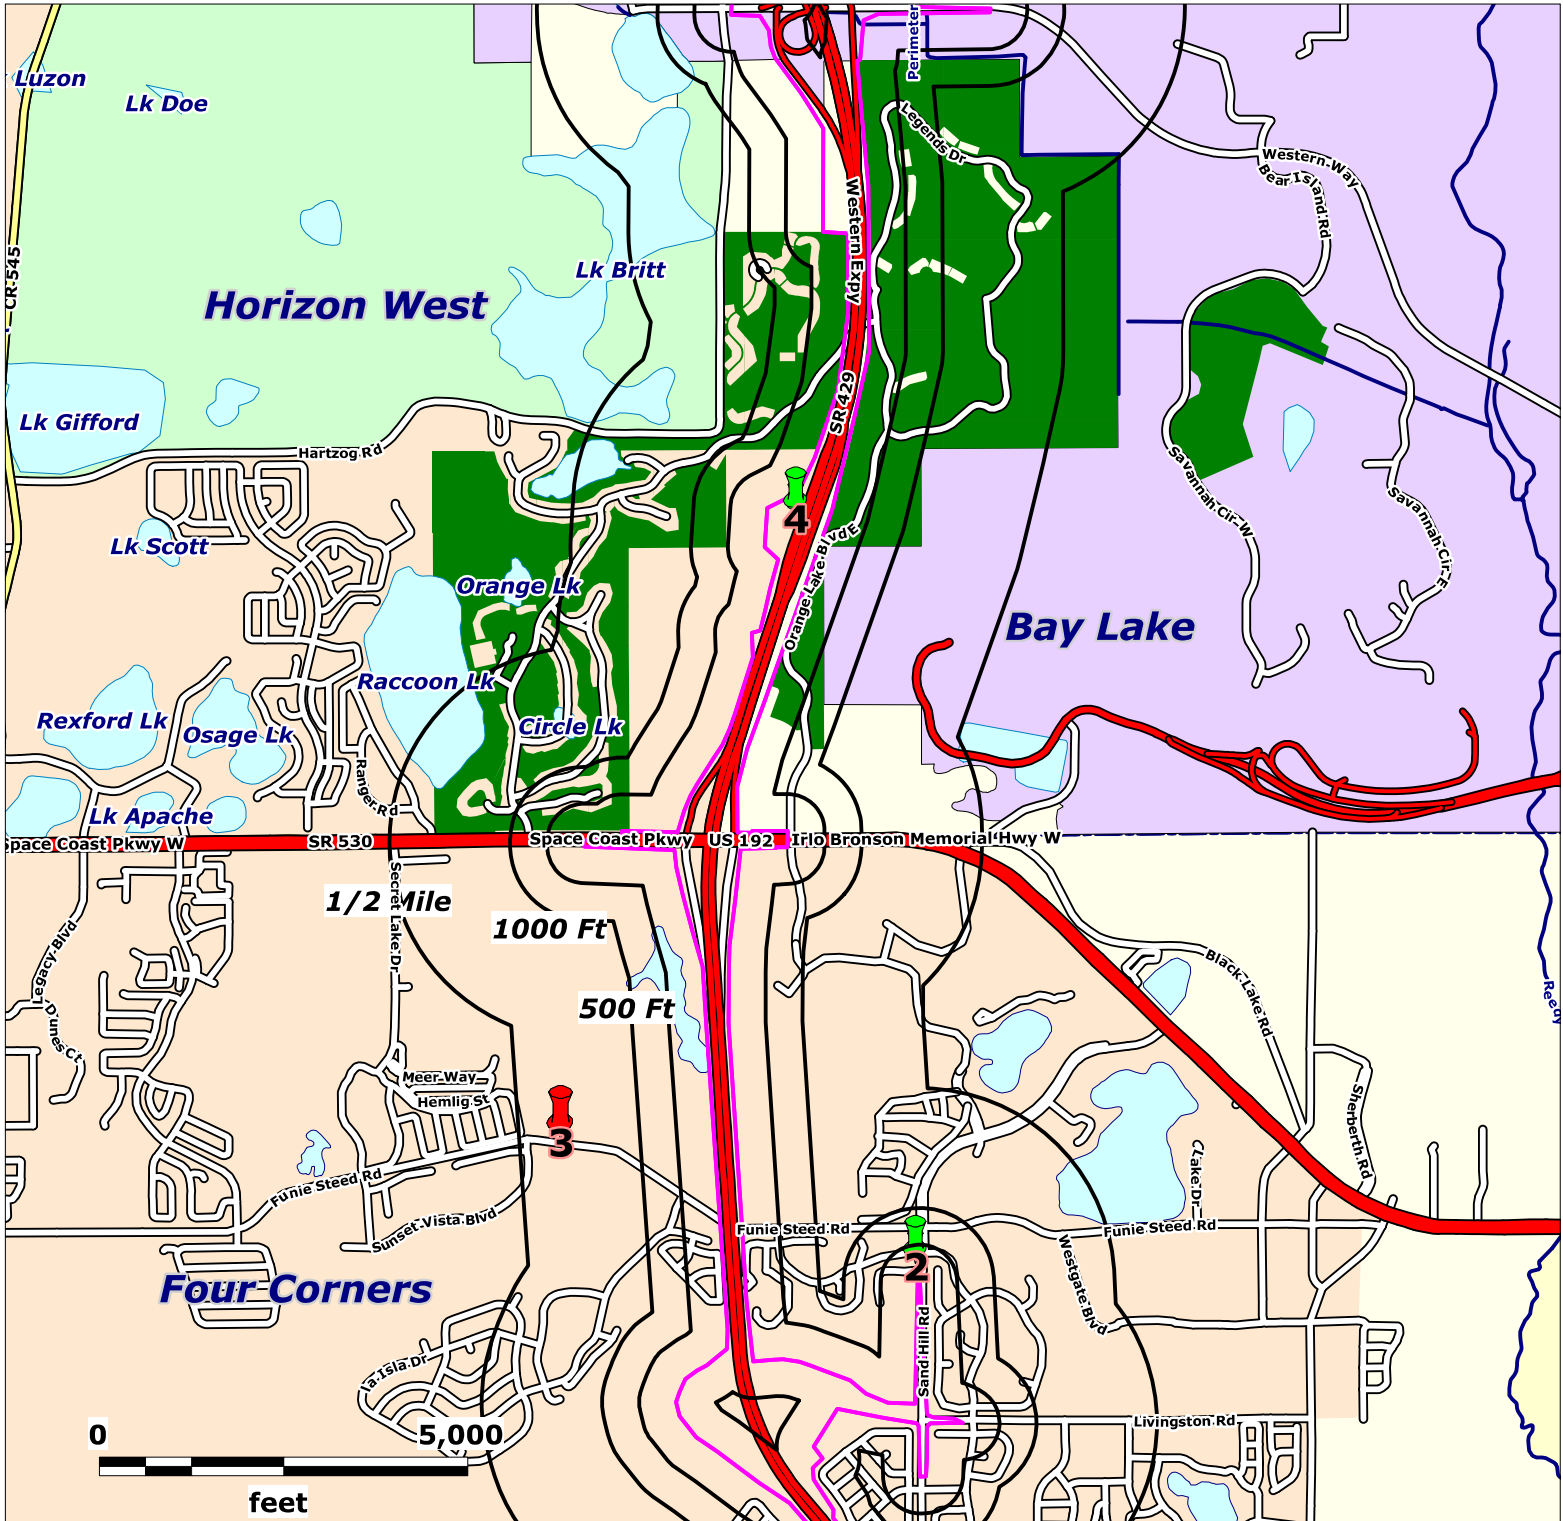 Perimeter
Luzon
Lk Doe
Legends Dr
Western Way
Bear Island Rd
CR 545
Western Expy
Lk Britt
Horizon West
SR 429
Lk Gifford
Hartzog Rd
Savannah Cir W
Savannah Cir E
4
Lk Scott
Orange Lake Blvd E
Orange Lk
Bay Lake
Raccoon Lk
Rexford Lk
Osage Lk
Circle Lk
Ranger Rd
Lk Apache
Space Coast Pkwy W
SR 530
Space Coast Pkwy
US 192
Irlo Bronson Memorial Hwy W
1/2 Mile
Secret Lake Dr
1000 Ft
Legacy Blvd
Black Lake Rd
500 Ft
Reedy
Dunes Ct
Meer Way
Hemlig St
Sherberth Rd
3
Lake Dr
Funie Steed Rd
Sunset Vista Blvd
Funie Steed Rd
Funie Steed Rd
2
Westgate Blvd
Four Corners
Sand Hill Rd
la Isla Dr
Livingston Rd
0
5,000
feet